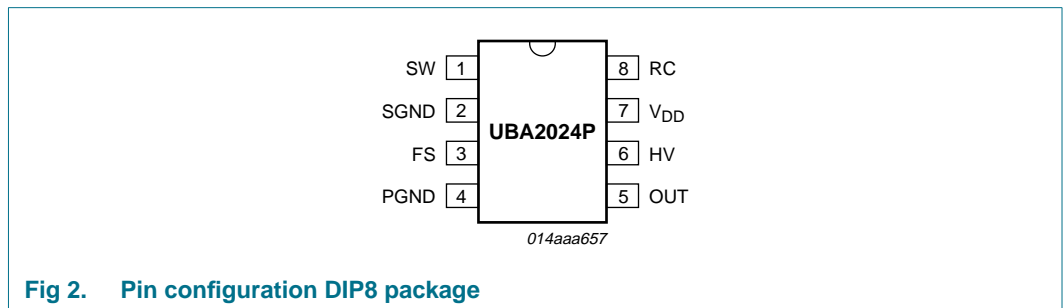 SW 1 8 RC
SGND 2 7 VDD
UBA2024P
FS 3 6 HV
PGND 4 5 OUT
014aaa657
Fig 2. Pin configuration DIP8 package